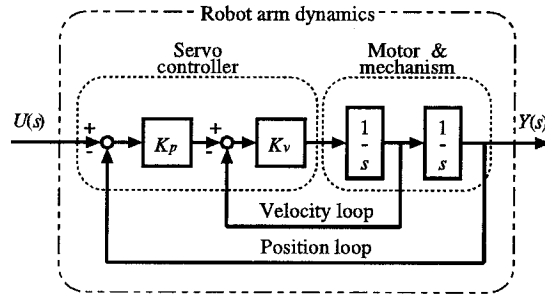 Robot arm dynamics
Servo
controller
Motor &
mechanism
U(s)
+
-
Kp
+
-
Kv
1
-
s
1
-
s
Y(s)
Velocity loop
Position loop